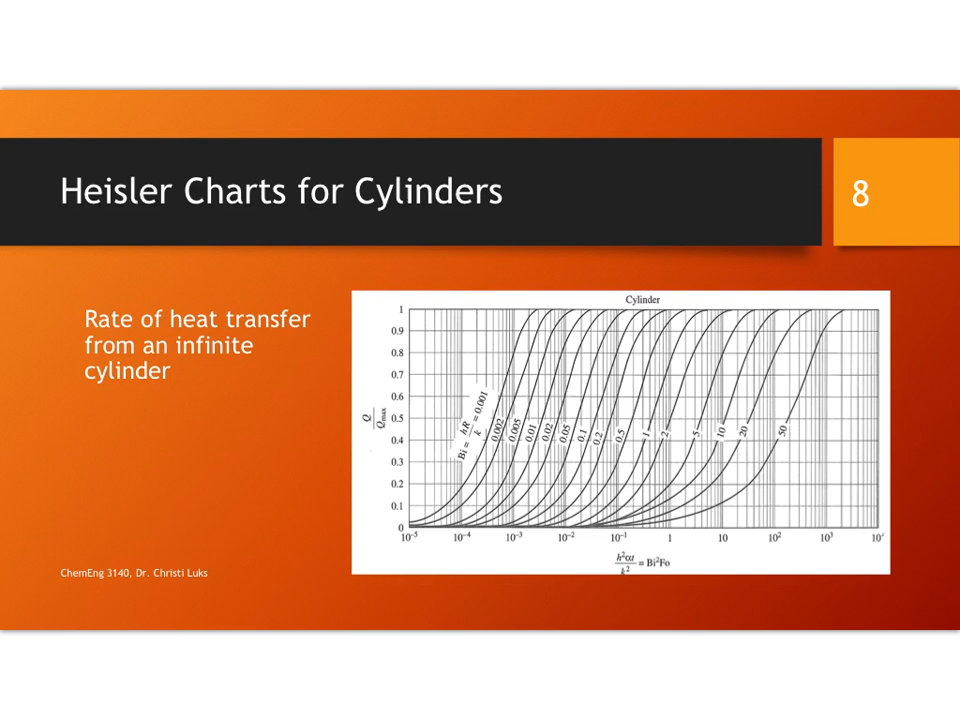 Heisler Charts for Cylinders
8
Rate of heat transfer
from an infinite
cylinder
Cylinder
1
0.9
0.8
0.7
0.6
0.5
0.4
0.3
0.2
0.1
0
Q
Qmax
Bi = hR/k = 0.001
0.002
0.005
0.01
0.02
0.05
0.1
0.2
0.5
1
2
5
10
20
50
10⁻⁵ 10⁻⁴ 10⁻³ 10⁻² 10⁻¹ 1 10 10² 10³
h²αt/k² = Bi²Fo
ChemEng 3140, Dr. Christi Luks